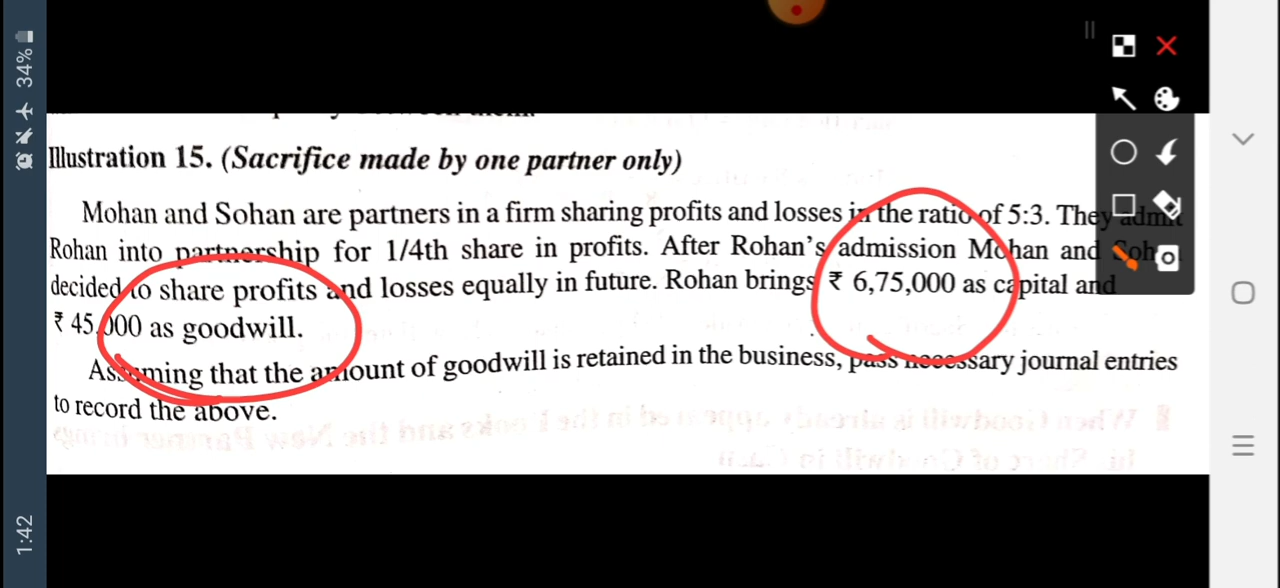 34%
1:42
Illustration 15. (Sacrifice made by one partner only)
Mohan and Sohan are partners in a firm sharing profits and losses in the ratio of 5:3. They admit
Rohan into partnership for 1/4th share in profits. After Rohan's admission Mohan and Soh
decided to share profits and losses equally in future. Rohan brings ₹ 6,75,000 as capital and
₹ 45,000 as goodwill.
Assuming that the amount of goodwill is retained in the business, pass necessary journal entries
to record the above.